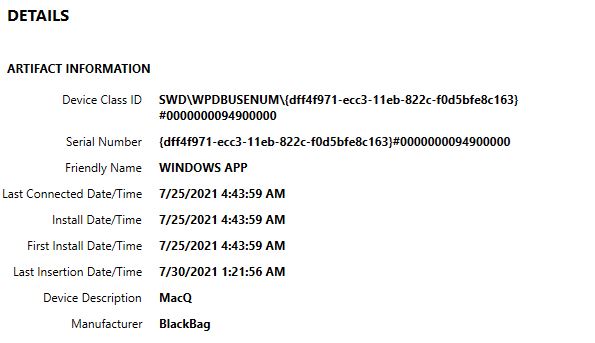 DETAILS
ARTIFACT INFORMATION
Device Class ID SWD\WPDBUSENUM\{dff4f971-ecc3-11eb-822c-f0d5bfe8c163}
#0000000094900000
Serial Number {dff4f971-ecc3-11eb-822c-f0d5bfe8c163}#0000000094900000
Friendly Name WINDOWS APP
Last Connected Date/Time 7/25/2021 4:43:59 AM
Install Date/Time 7/25/2021 4:43:59 AM
First Install Date/Time 7/25/2021 4:43:59 AM
Last Insertion Date/Time 7/30/2021 1:21:56 AM
Device Description MacQ
Manufacturer BlackBag